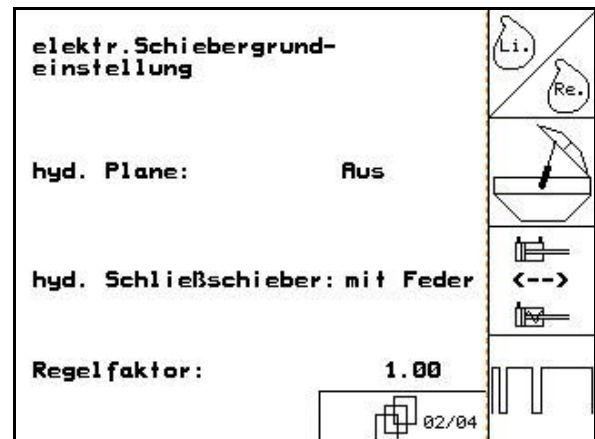 elektr.Schiebergrund-
einstellung
Li.
Re.
hyd. Plane: Aus
hyd. Schließschieber: mit Feder
<-->
Regelfaktor: 1.00
02/04